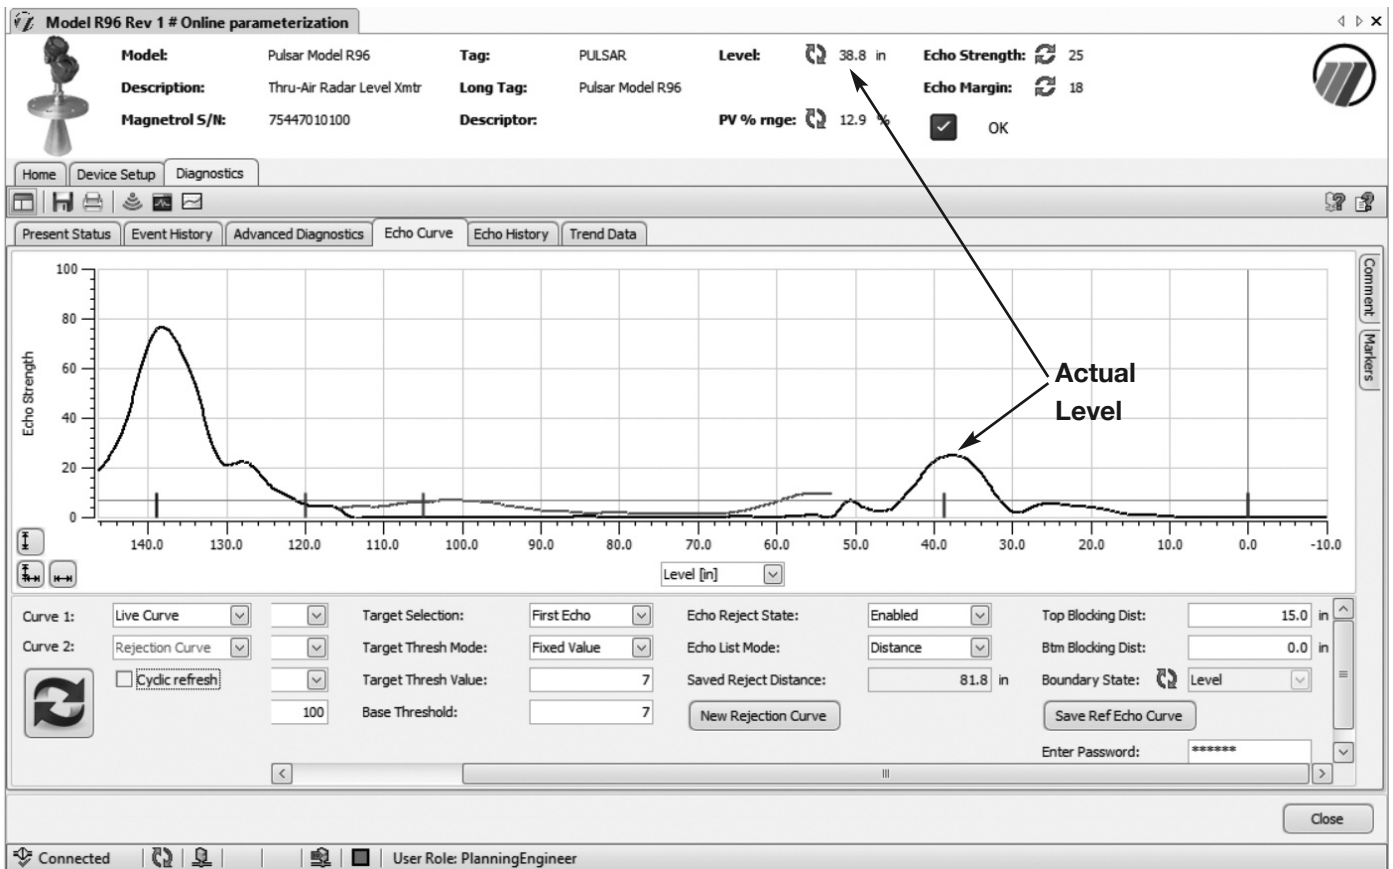 Model R96 Rev 1 # Online parameterization
Model: Pulsar Model R96 Tag: PULSAR Level: 38.8 in Echo Strength: 25
Description: Thru-Air Radar Level Xmtr Long Tag: Pulsar Model R96 Echo Margin: 18
Magnetrol S/N: 75447010100 Descriptor: PV % rnge: 12.9 % OK
Home Device Setup Diagnostics
Present Status Event History Advanced Diagnostics Echo Curve Echo History Trend Data
Comment
Markers
Echo Strength
100
80
60
40
20
0
Actual
Level
140.0 130.0 120.0 110.0 100.0 90.0 80.0 70.0 60.0 50.0 40.0 30.0 20.0 10.0 0.0 -10.0
Level [in]
Curve 1: Live Curve Target Selection: First Echo Echo Reject State: Enabled Top Blocking Dist: 15.0 in
Curve 2: Rejection Curve Target Thresh Mode: Fixed Value Echo List Mode: Distance Btm Blocking Dist: 0.0 in
Cyclic refresh Target Thresh Value: 7 Saved Reject Distance: 81.8 in Boundary State: Level
100 Base Threshold: 7 New Rejection Curve Save Ref Echo Curve
Enter Password: ******
Close
Connected User Role: PlanningEngineer